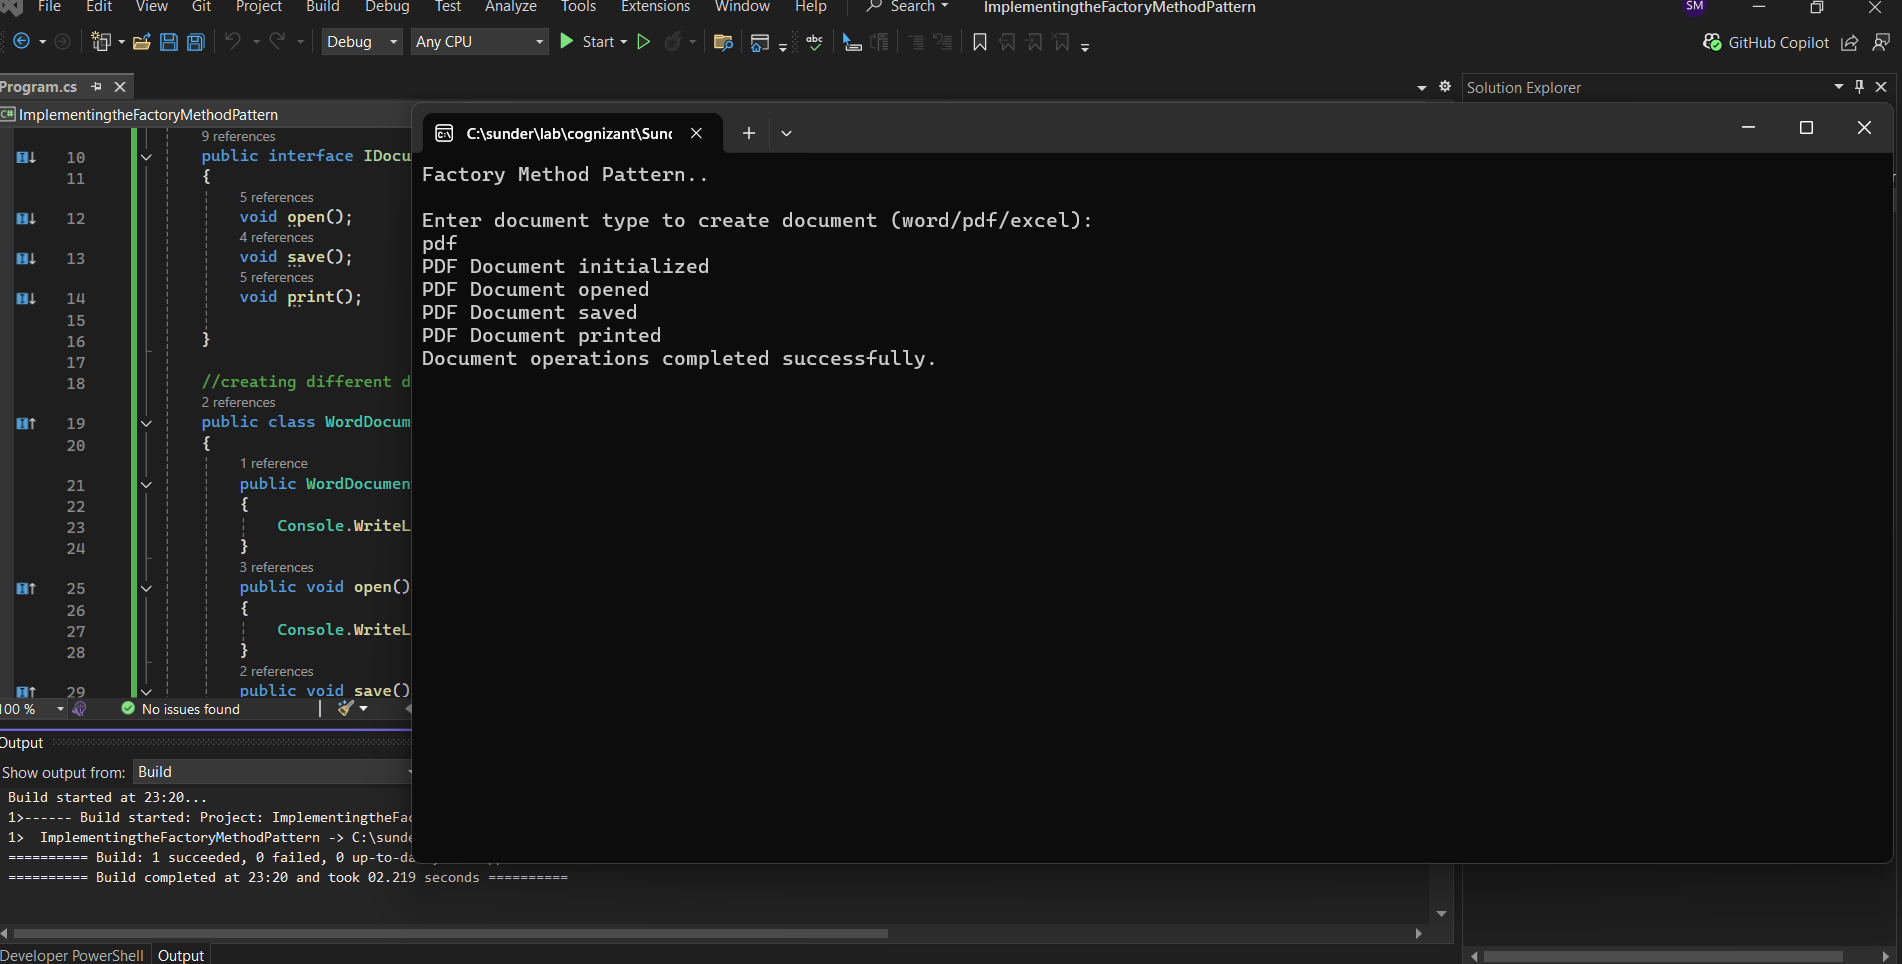 File Edit View Git Project Build Debug Test Analyze Tools Extensions Window Help Search ImplementingtheFactoryMethodPattern SM
Debug Any CPU Start abc GitHub Copilot
Program.cs
Solution Explorer
C# ImplementingtheFactoryMethodPattern
C:\sunder\lab\cognizant\Sund
9 references
10 public interface IDocu
11 {
5 references
12 void open();
4 references
13 void save();
5 references
14 void print();
15
16 }
17
18 //creating different d
2 references
19 public class WordDocum
20 {
1 reference
21 public WordDocumen
22 {
23 Console.WriteL
24 }
3 references
25 public void open()
26 {
27 Console.WriteL
28 }
2 references
29 public void save()
Factory Method Pattern..
Enter document type to create document (word/pdf/excel):
pdf
PDF Document initialized
PDF Document opened
PDF Document saved
PDF Document printed
Document operations completed successfully.
100 % No issues found
Output
Show output from: Build
Build started at 23:20...
1>------ Build started: Project: ImplementingtheFac
1> ImplementingtheFactoryMethodPattern -> C:\sunde
========== Build: 1 succeeded, 0 failed, 0 up-to-da
========== Build completed at 23:20 and took 02.219 seconds ==========
Developer PowerShell Output